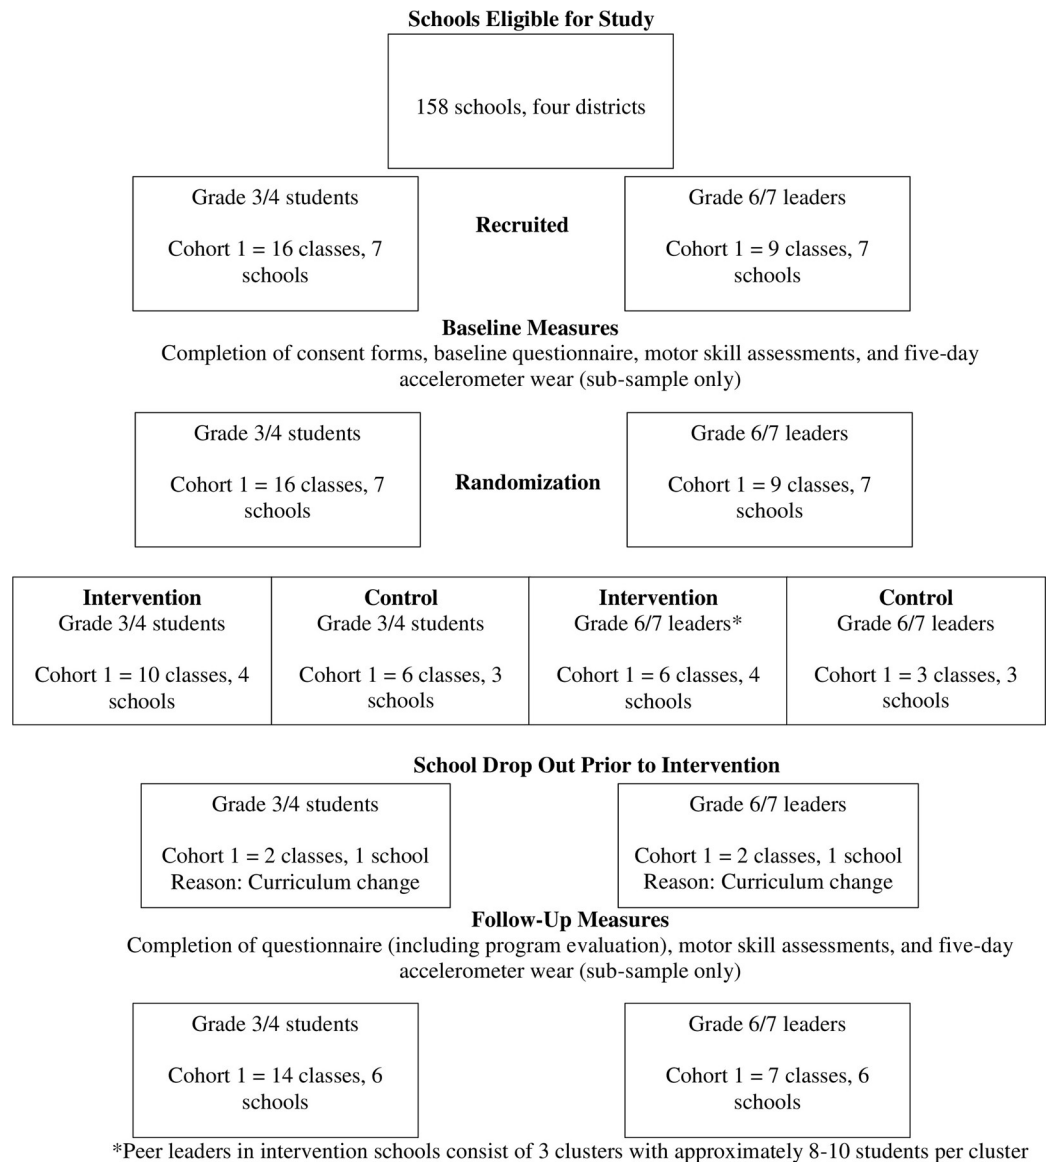 Schools Eligible for Study
158 schools, four districts
Grade 3/4 students
Cohort 1 = 16 classes, 7
schools
Recruited
Grade 6/7 leaders
Cohort 1 = 9 classes, 7
schools
Baseline Measures
Completion of consent forms, baseline questionnaire, motor skill assessments, and five-day
accelerometer wear (sub-sample only)
Grade 3/4 students
Cohort 1 = 16 classes, 7
schools
Randomization
Grade 6/7 leaders
Cohort 1 = 9 classes, 7
schools
Intervention
Grade 3/4 students
Cohort 1 = 10 classes, 4
schools
Control
Grade 3/4 students
Cohort 1 = 6 classes, 3
schools
Intervention
Grade 6/7 leaders*
Cohort 1 = 6 classes, 4
schools
Control
Grade 6/7 leaders
Cohort 1 = 3 classes, 3
schools
School Drop Out Prior to Intervention
Grade 3/4 students
Cohort 1 = 2 classes, 1 school
Reason: Curriculum change
Grade 6/7 leaders
Cohort 1 = 2 classes, 1 school
Reason: Curriculum change
Follow-Up Measures
Completion of questionnaire (including program evaluation), motor skill assessments, and five-day
accelerometer wear (sub-sample only)
Grade 3/4 students
Cohort 1 = 14 classes, 6
schools
Grade 6/7 leaders
Cohort 1 = 7 classes, 6
schools
*Peer leaders in intervention schools consist of 3 clusters with approximately 8-10 students per cluster